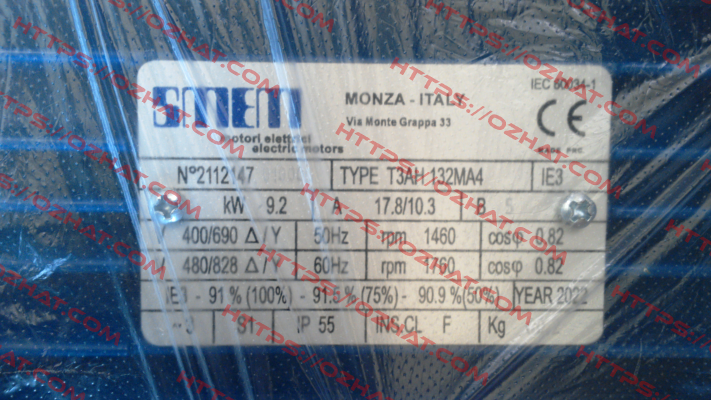 SMEM
motori elettrici
electric motors
MONZA - ITALY
Via Monte Grappa 33
IEC 60034-1
CE
MADE PRC
N°2112147
TYPE T3AH 132MA4
IE3
kW 9.2 A 17.8/10.3 B 5
400/690 Δ/Y 50Hz rpm 1460 cosφ 0.82
480/828 Δ/Y 60Hz rpm 1760 cosφ 0.82
IE3 - 91 % (100%) - 91.5 % (75%) - 90.9 % (50%) YEAR 2022
S1 IP 55 INS.CL F Kg
HTTPS://OZHAT.COM